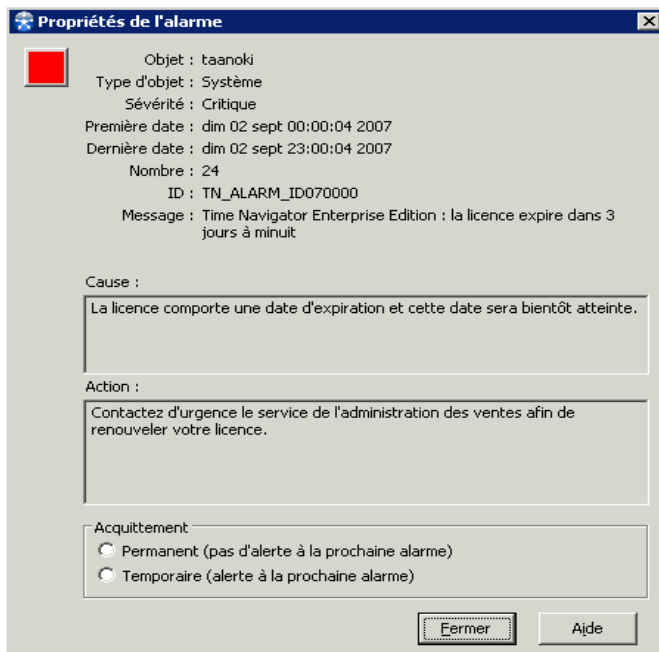 Propriétés de l'alarme
Objet : taanoki
Type d'objet : Système
Sévérité : Critique
Première date : dim 02 sept 00:00:04 2007
Dernière date : dim 02 sept 23:00:04 2007
Nombre : 24
ID : TN_ALARM_ID070000
Message : Time Navigator Enterprise Edition : la licence expire dans 3
jours à minuit
Cause :
La licence comporte une date d'expiration et cette date sera bientôt atteinte.
Action :
Contactez d'urgence le service de l'administration des ventes afin de
renouveler votre licence.
Acquittement
Permanent (pas d'alerte à la prochaine alarme)
Temporaire (alerte à la prochaine alarme)
Fermer Aide